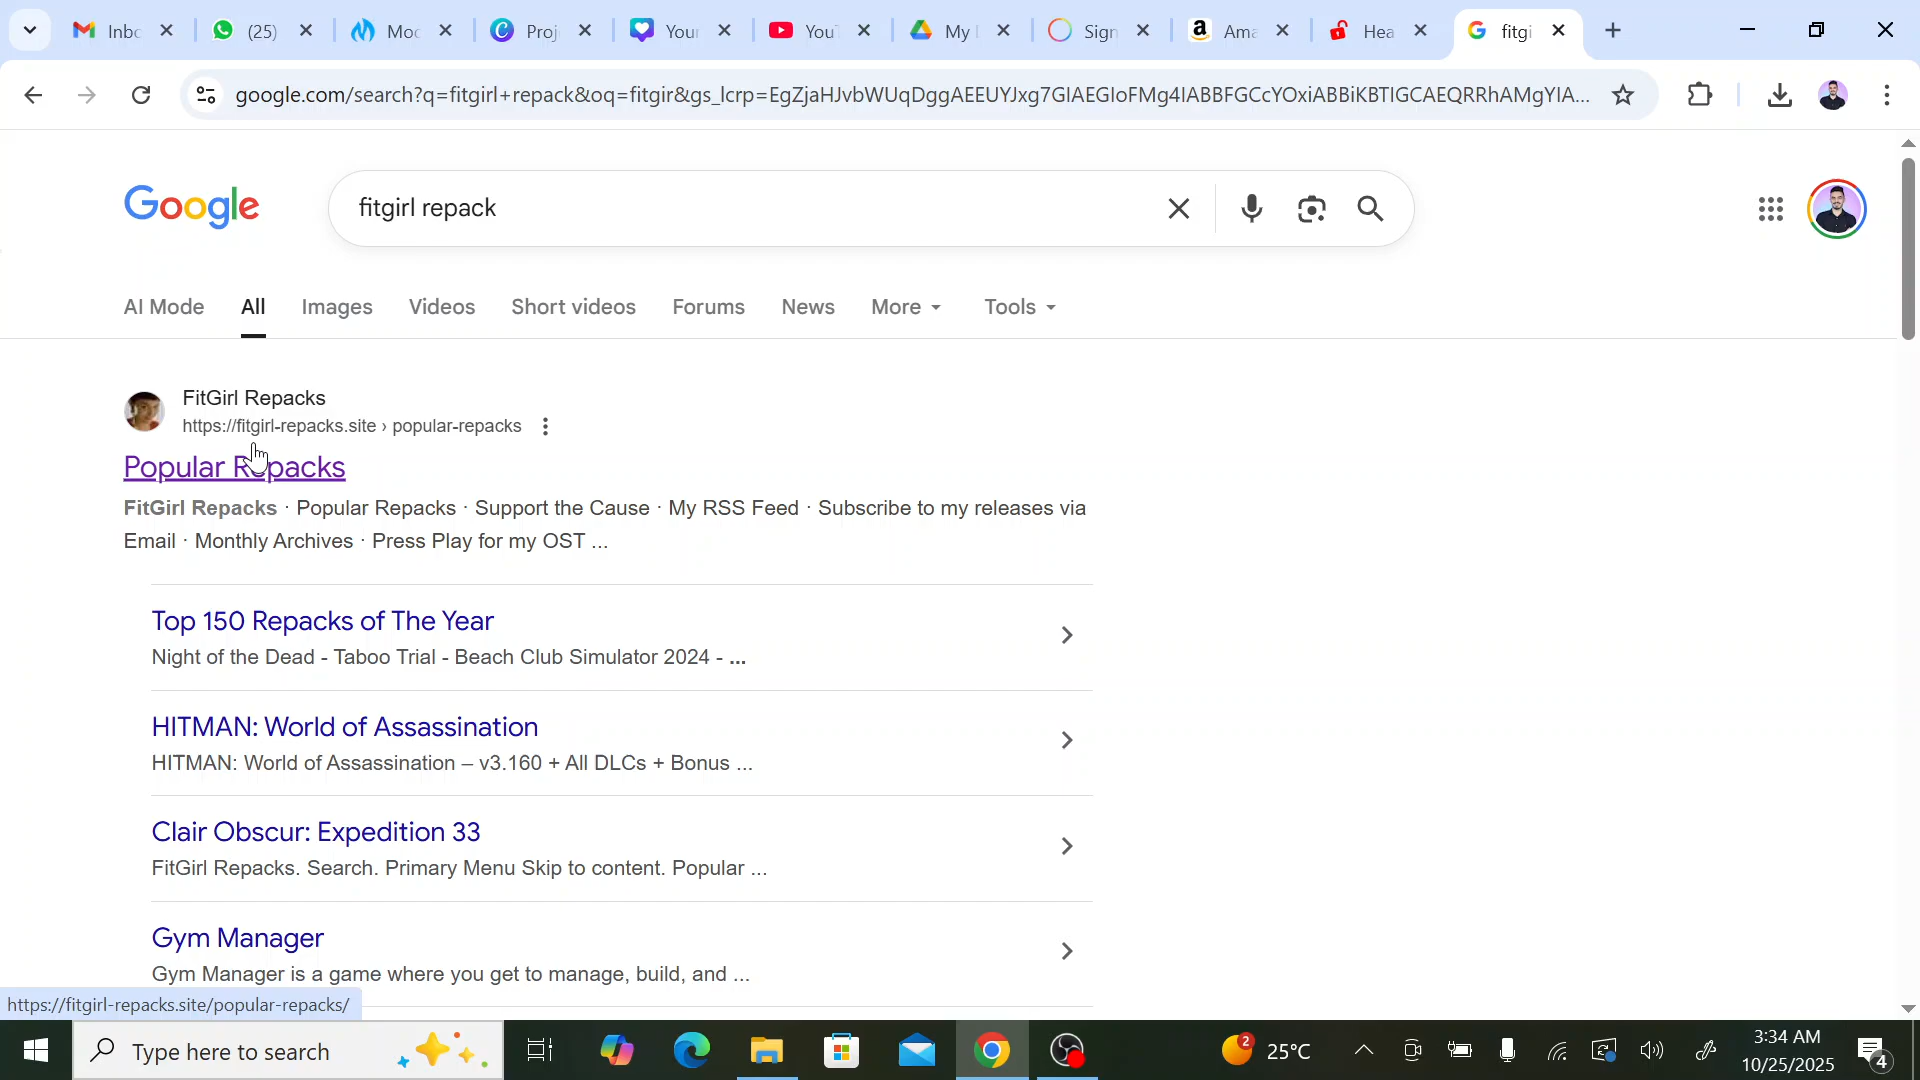 Inbc
(25)
Moc
Proj
Your
YouT
My I
Sign
Ama
Hea
fitgi
google.com/search?q=fitgirl+repack&oq=fitgir&gs_lcrp=EgZjaHJvbWUqDggAEEUYJxg7GIAEGIoFMg4IABBFGCcYOxiABBiKBTIGCAEQRRhAMgYIA...
Google
fitgirl repack
AI Mode
All
Images
Videos
Short videos
Forums
News
More
Tools
FitGirl Repacks
https://fitgirl-repacks.site › popular-repacks
Popular Repacks
FitGirl Repacks · Popular Repacks · Support the Cause · My RSS Feed · Subscribe to my releases via
Email · Monthly Archives · Press Play for my OST ...
Top 150 Repacks of The Year
Night of the Dead - Taboo Trial - Beach Club Simulator 2024 - ...
HITMAN: World of Assassination
HITMAN: World of Assassination – v3.160 + All DLCs + Bonus ...
Clair Obscur: Expedition 33
FitGirl Repacks. Search. Primary Menu Skip to content. Popular ...
Gym Manager
Gym Manager is a game where you get to manage, build, and ...
https://fitgirl-repacks.site/popular-repacks/
Type here to search
2
25°C
3:34 AM
10/25/2025
4